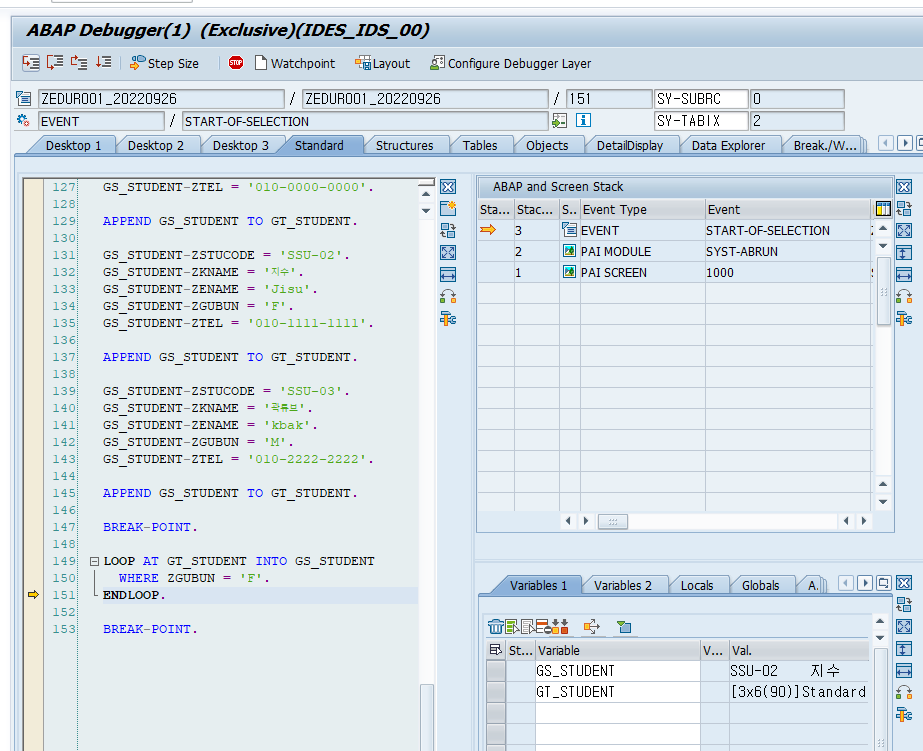 ABAP Debugger(1) (Exclusive)(IDES_IDS_00)
Step Size
STOP
Watchpoint
Layout
Configure Debugger Layer
ZEDUR001_20220926 / ZEDUR001_20220926 / 151 SY-SUBRC 0
EVENT / START-OF-SELECTION SY-TABIX 2
Desktop 1 Desktop 2 Desktop 3 Standard Structures Tables Objects DetailDisplay Data Explorer Break./W...
127 GS_STUDENT-ZTEL = '010-0000-0000'.
128
129 APPEND GS_STUDENT TO GT_STUDENT.
130
131 GS_STUDENT-ZSTUCODE = 'SSU-02'.
132 GS_STUDENT-ZKNAME = '지수'.
133 GS_STUDENT-ZENAME = 'Jisu'.
134 GS_STUDENT-ZGUBUN = 'F'.
135 GS_STUDENT-ZTEL = '010-1111-1111'.
136
137 APPEND GS_STUDENT TO GT_STUDENT.
138
139 GS_STUDENT-ZSTUCODE = 'SSU-03'.
140 GS_STUDENT-ZKNAME = '곽튜브'.
141 GS_STUDENT-ZENAME = 'kbak'.
142 GS_STUDENT-ZGUBUN = 'M'.
143 GS_STUDENT-ZTEL = '010-2222-2222'.
144
145 APPEND GS_STUDENT TO GT_STUDENT.
146
147 BREAK-POINT.
148
149 LOOP AT GT_STUDENT INTO GS_STUDENT
150 WHERE ZGUBUN = 'F'.
151 ENDLOOP.
152
153 BREAK-POINT.
ABAP and Screen Stack
Sta... Stac... S.. Event Type Event
3 EVENT START-OF-SELECTION
2 PAI MODULE SYST-ABRUN
1 PAI SCREEN 1000
Variables 1 Variables 2 Locals Globals A.
St... Variable V... Val.
GS_STUDENT SSU-02 지수
GT_STUDENT [3x6(90)]Standard